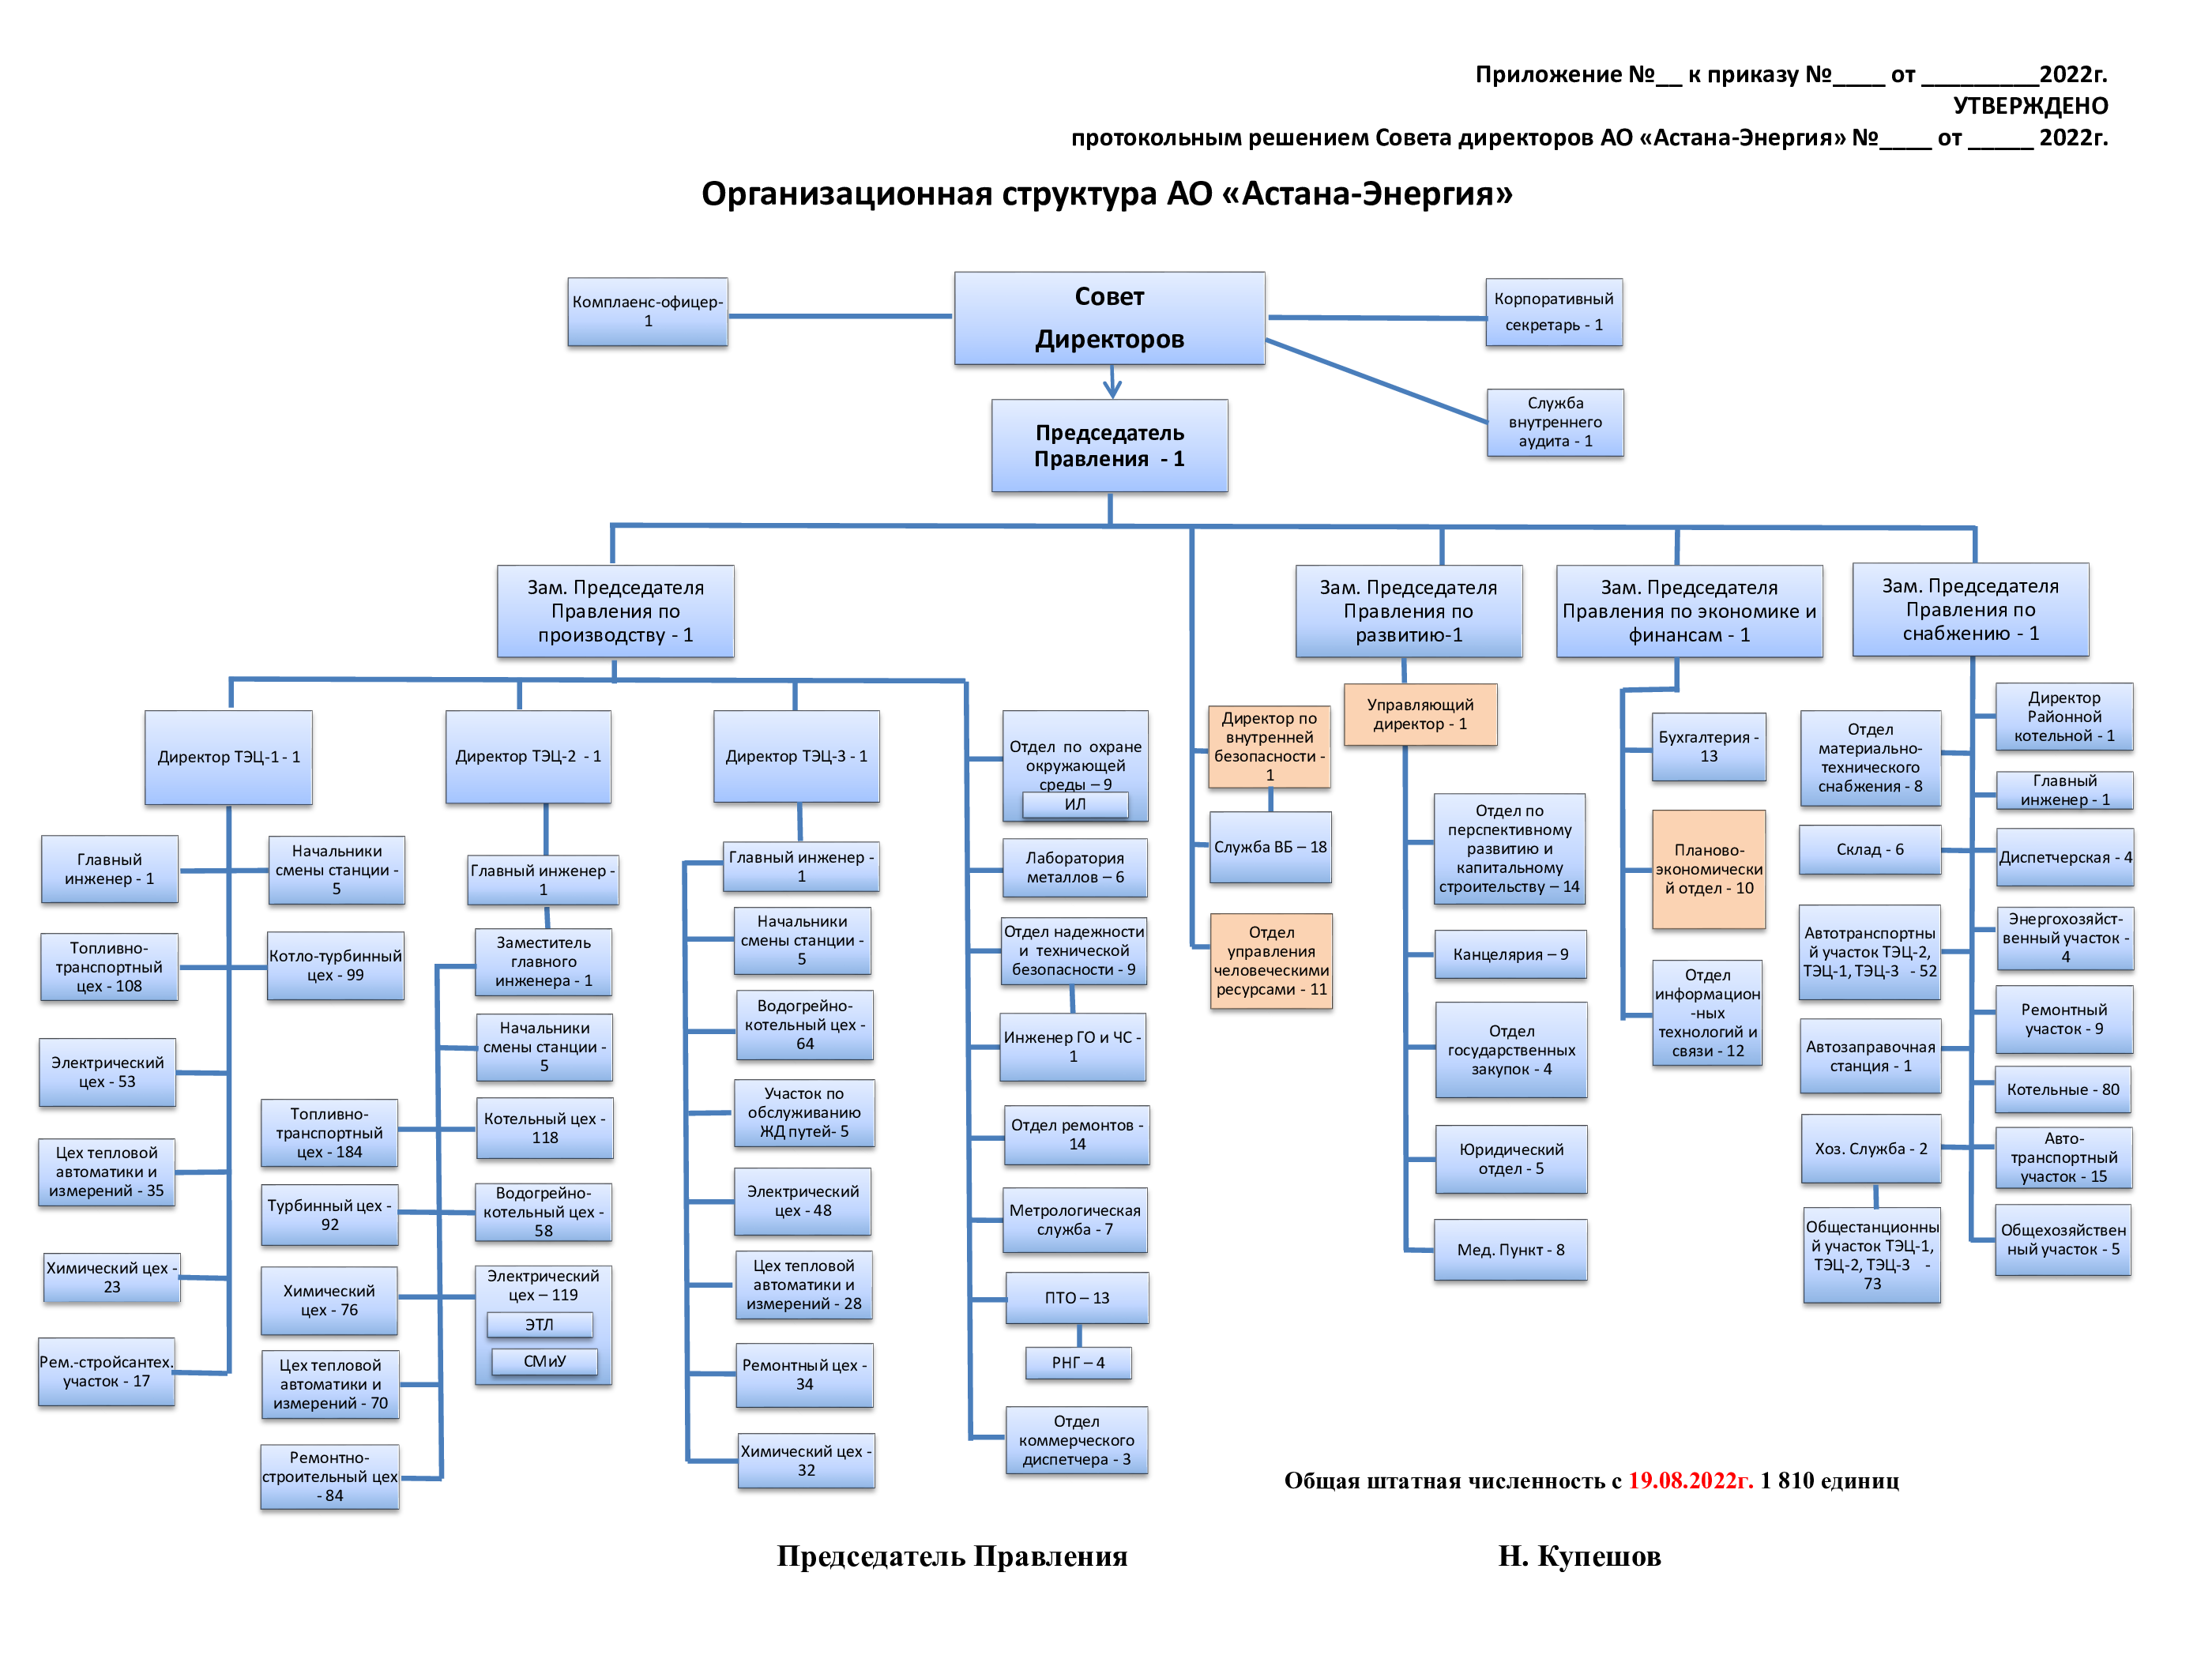 Приложение №__ к приказу №____ от _________2022г.
УТВЕРЖДЕНО
протокольным решением Совета директоров АО «Астана-Энергия» №____ от _____ 2022г.
Организационная структура АО «Астана-Энергия»
Комплаенс-офицер-
1
Совет
Директоров
Корпоративный
секретарь - 1
Служба
внутреннего
аудита - 1
Председатель
Правления - 1
Зам. Председателя
Правления по
производству - 1
Зам. Председателя
Правления по
развитию-1
Зам. Председателя
Правления по экономике и
финансам - 1
Зам. Председателя
Правления по
снабжению - 1
Директор ТЭЦ-1 - 1
Главный
инженер - 1
Начальники
смены станции -
5
Топливно-
транспортный
цех - 108
Котло-турбинный
цех - 99
Электрический
цех - 53
Цех тепловой
автоматики и
измерений - 35
Химический цех -
23
Рем.-стройсантех.
участок - 17
Директор ТЭЦ-2 - 1
Главный инженер -
1
Заместитель
главного
инженера - 1
Начальники
смены станции -
5
Топливно-
транспортный
цех - 184
Котельный цех -
118
Турбинный цех -
92
Водогрейно-
котельный цех -
58
Химический
цех - 76
Электрический
цех – 119
ЭТЛ
СМиУ
Цех тепловой
автоматики и
измерений - 70
Ремонтно-
строительный цех
- 84
Директор ТЭЦ-3 - 1
Главный инженер -
1
Начальники
смены станции -
5
Водогрейно-
котельный цех -
64
Участок по
обслуживанию
ЖД путей- 5
Электрический
цех - 48
Цех тепловой
автоматики и
измерений - 28
Ремонтный цех -
34
Химический цех -
32
Отдел по охране
окружающей
среды – 9
ИЛ
Лаборатория
металлов – 6
Отдел надежности
и технической
безопасности - 9
Инженер ГО и ЧС -
1
Отдел ремонтов -
14
Метрологическая
служба - 7
ПТО – 13
РНГ – 4
Отдел
коммерческого
диспетчера - 3
Директор по
внутренней
безопасности -
1
Служба ВБ – 18
Отдел
управления
человеческими
ресурсами - 11
Управляющий
директор - 1
Отдел по
перспективному
развитию и
капитальному
строительству – 14
Канцелярия – 9
Отдел
государственных
закупок - 4
Юридический
отдел - 5
Мед. Пункт - 8
Бухгалтерия -
13
Планово-
экономически
й отдел - 10
Отдел
информацион
-ных
технологий и
связи - 12
Отдел
материально-
технического
снабжения - 8
Склад - 6
Автотранспортны
й участок ТЭЦ-2,
ТЭЦ-1, ТЭЦ-3 - 52
Автозаправочная
станция - 1
Хоз. Служба - 2
Общестанционны
й участок ТЭЦ-1,
ТЭЦ-2, ТЭЦ-3 -
73
Директор
Районной
котельной - 1
Главный
инженер - 1
Диспетчерская - 4
Энергохозяйст-
венный участок -
4
Ремонтный
участок - 9
Котельные - 80
Авто-
транспортный
участок - 15
Общехозяйствен
ный участок - 5
Общая штатная численность с 19.08.2022г. 1 810 единиц
Председатель Правления Н. Купешов